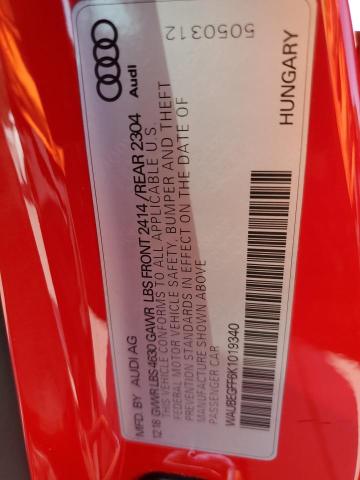 MFD. BY AUDI AG
12.18 GVWR LBS 4630 GAWR LBS FRONT 2414 / REAR 2304
THIS VEHICLE CONFORMS TO ALL APPLICABLE U.S.
FEDERAL MOTOR VEHICLE SAFETY, BUMPER AND THEFT
PREVENTION STANDARDS IN EFFECT ON THE DATE OF
MANUFACTURE SHOWN ABOVE
PASSENGER CAR
WAUBEGFF6K1019340
Audi
5050312
HUNGARY